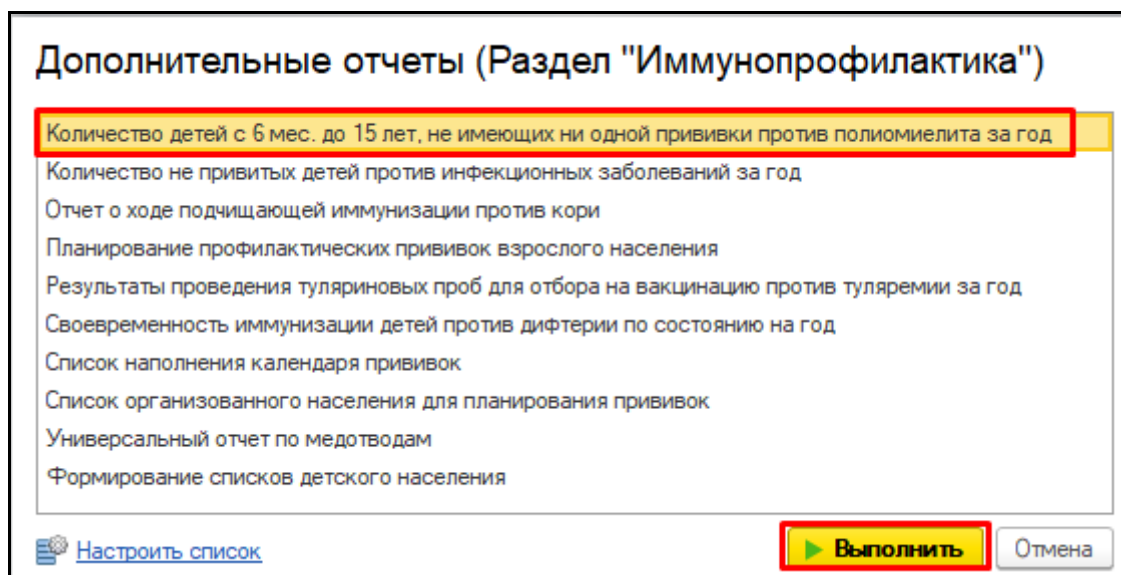 Дополнительные отчеты (Раздел "Иммунопрофилактика")
Количество детей с 6 мес. до 15 лет, не имеющих ни одной прививки против полиомиелита за год
Количество не привитых детей против инфекционных заболеваний за год
Отчет о ходе подчищающей иммунизации против кори
Планирование профилактических прививок взрослого населения
Результаты проведения туляриновых проб для отбора на вакцинацию против туляремии за год
Своевременность иммунизации детей против дифтерии по состоянию на год
Список наполнения календаря прививок
Список организованного населения для планирования прививок
Универсальный отчет по медотводам
Формирование списков детского населения
Настроить список Выполнить Отмена